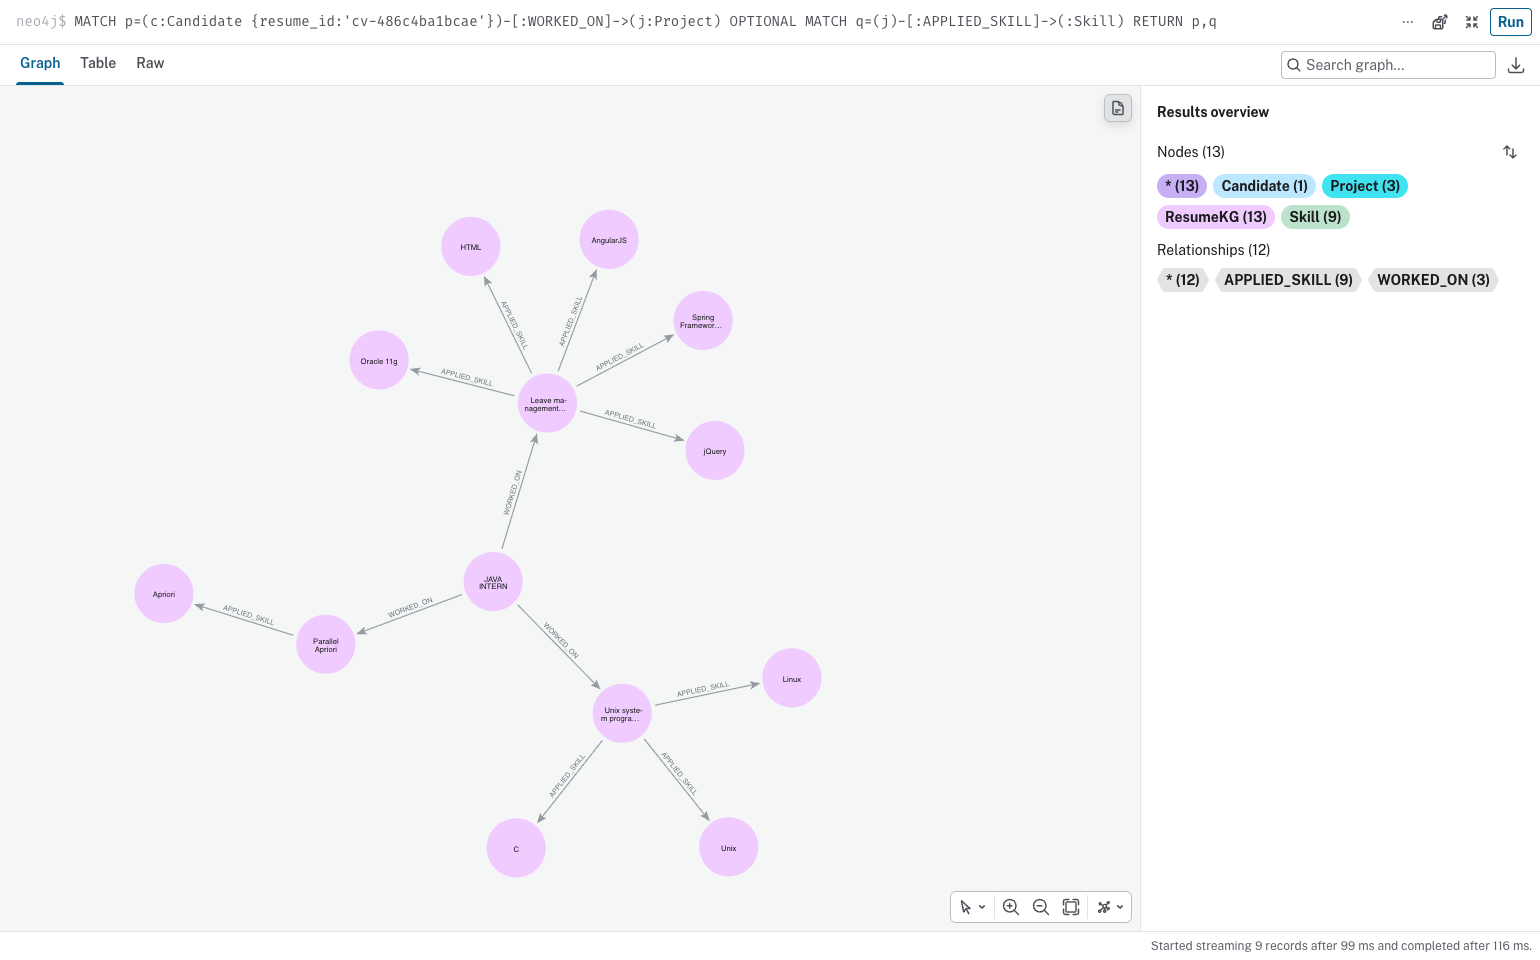 neo4j$ MATCH p=(c:Candidate {resume_id:'cv-486c4ba1bcae'})-[:WORKED_ON]->(j:Project) OPTIONAL MATCH q=(j)-[:APPLIED_SKILL]->(:Skill) RETURN p,q
Run
Graph Table Raw
Search graph...
Results overview
Nodes (13)
* (13) Candidate (1) Project (3)
ResumeKG (13) Skill (9)
Relationships (12)
* (12) APPLIED_SKILL (9) WORKED_ON (3)
HTML
AngularJS
APPLIED_SKILL
APPLIED_SKILL
Spring
Framewor...
APPLIED_SKILL
Oracle 11g
APPLIED_SKILL
Leave ma-
nagement...
APPLIED_SKILL
jQuery
WORKED_ON
JAVA
INTERN
Apriori
APPLIED_SKILL
WORKED_ON
Parallel
Apriori
WORKED_ON
Linux
APPLIED_SKILL
Unix syste-
m progra...
APPLIED_SKILL
APPLIED_SKILL
C
Unix
Started streaming 9 records after 99 ms and completed after 116 ms.